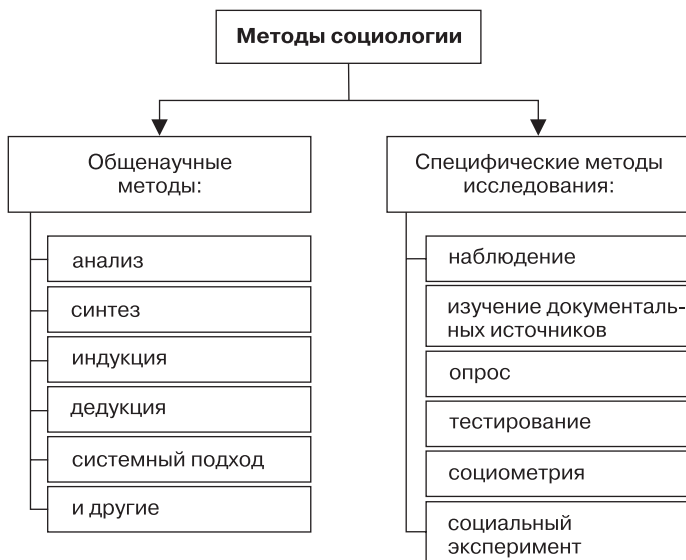 Методы социологии
Общенаучные
методы:
анализ
синтез
индукция
дедукция
системный подход
и другие
Специфические методы
исследования:
наблюдение
изучение документаль-
ных источников
опрос
тестирование
социометрия
социальный
эксперимент